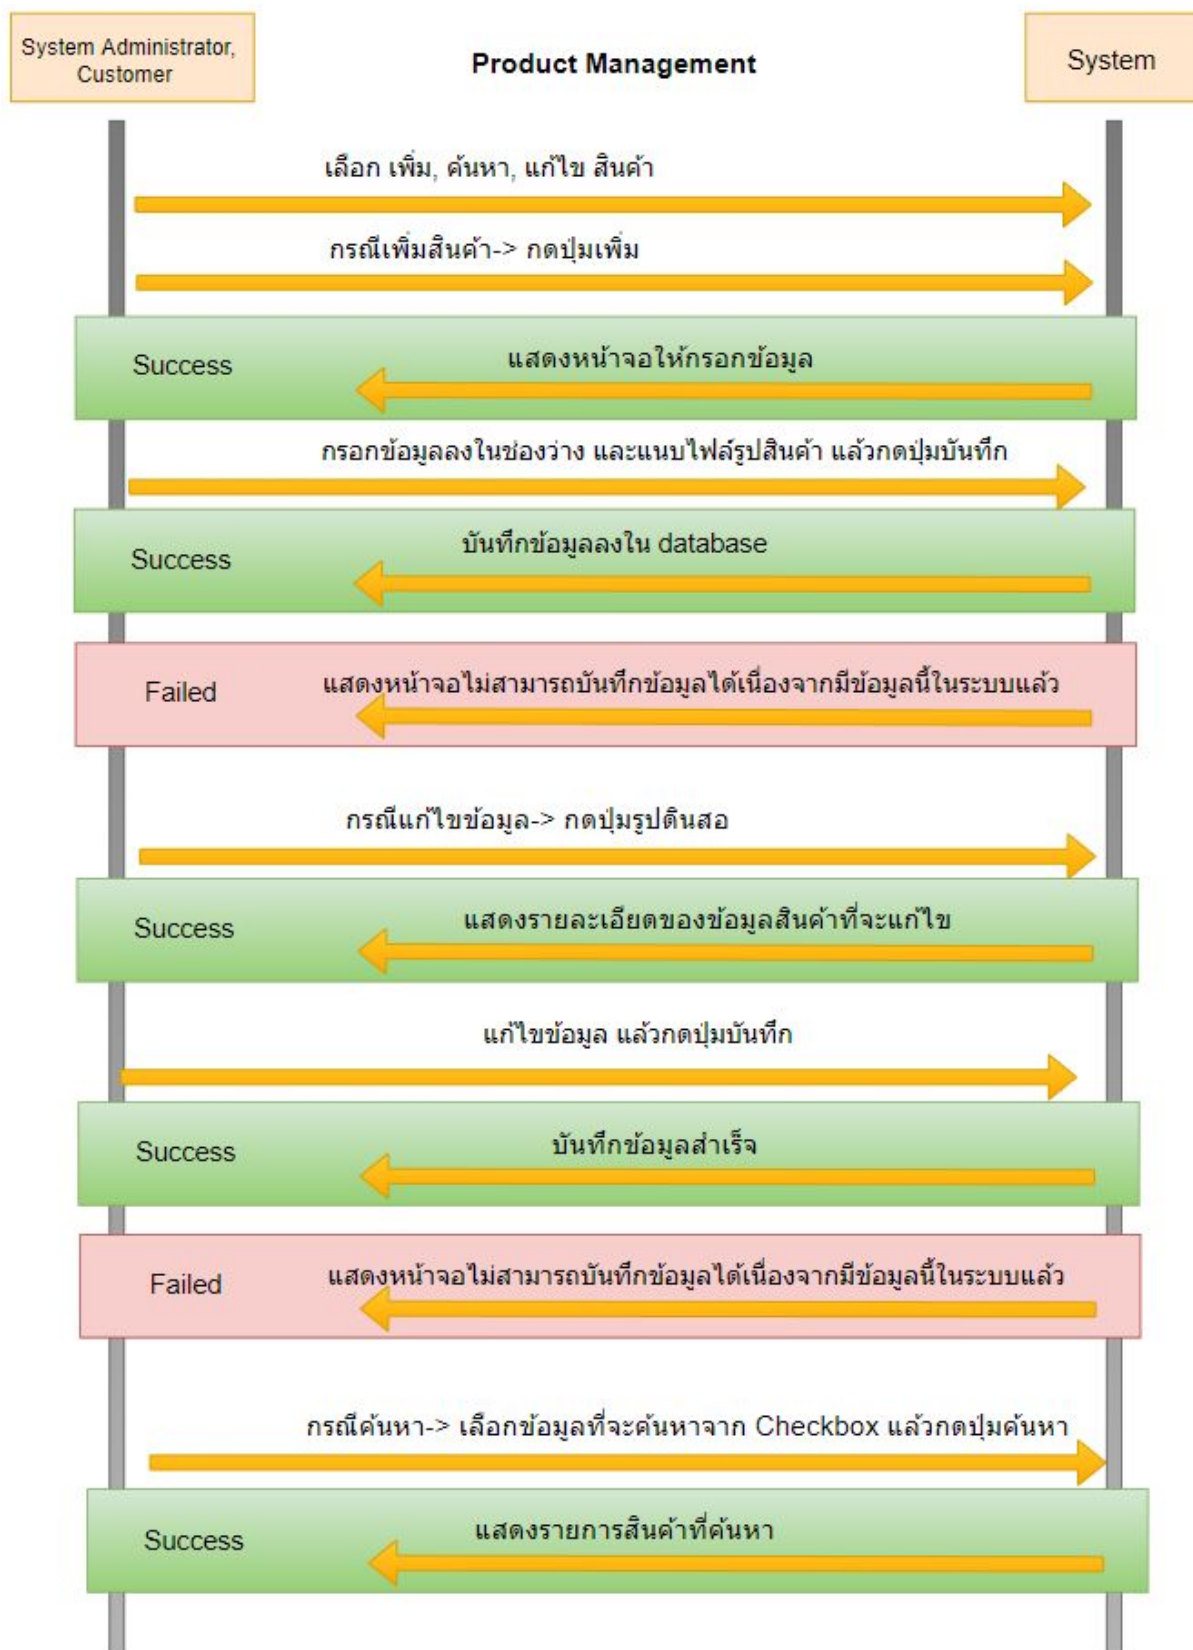 System Administrator,
Customer
Product Management
System
เลือก เพิ่ม, ค้นหา, แก้ไข สินค้า
กรณีเพิ่มสินค้า-> กดปุ่มเพิ่ม
Success
แสดงหน้าจอให้กรอกข้อมูล
กรอกข้อมูลลงในช่องว่าง และแนบไฟล์รูปสินค้า แล้วกดปุ่มบันทึก
Success
บันทึกข้อมูลลงใน database
Failed
แสดงหน้าจอไม่สามารถบันทึกข้อมูลได้เนื่องจากมีข้อมูลนี้ในระบบแล้ว
กรณีแก้ไขข้อมูล-> กดปุ่มรูปดินสอ
Success
แสดงรายละเอียดของข้อมูลสินค้าที่จะแก้ไข
แก้ไขข้อมูล แล้วกดปุ่มบันทึก
Success
บันทึกข้อมูลสำเร็จ
Failed
แสดงหน้าจอไม่สามารถบันทึกข้อมูลได้เนื่องจากมีข้อมูลนี้ในระบบแล้ว
กรณีค้นหา-> เลือกข้อมูลที่จะค้นหาจาก Checkbox แล้วกดปุ่มค้นหา
Success
แสดงรายการสินค้าที่ค้นหา